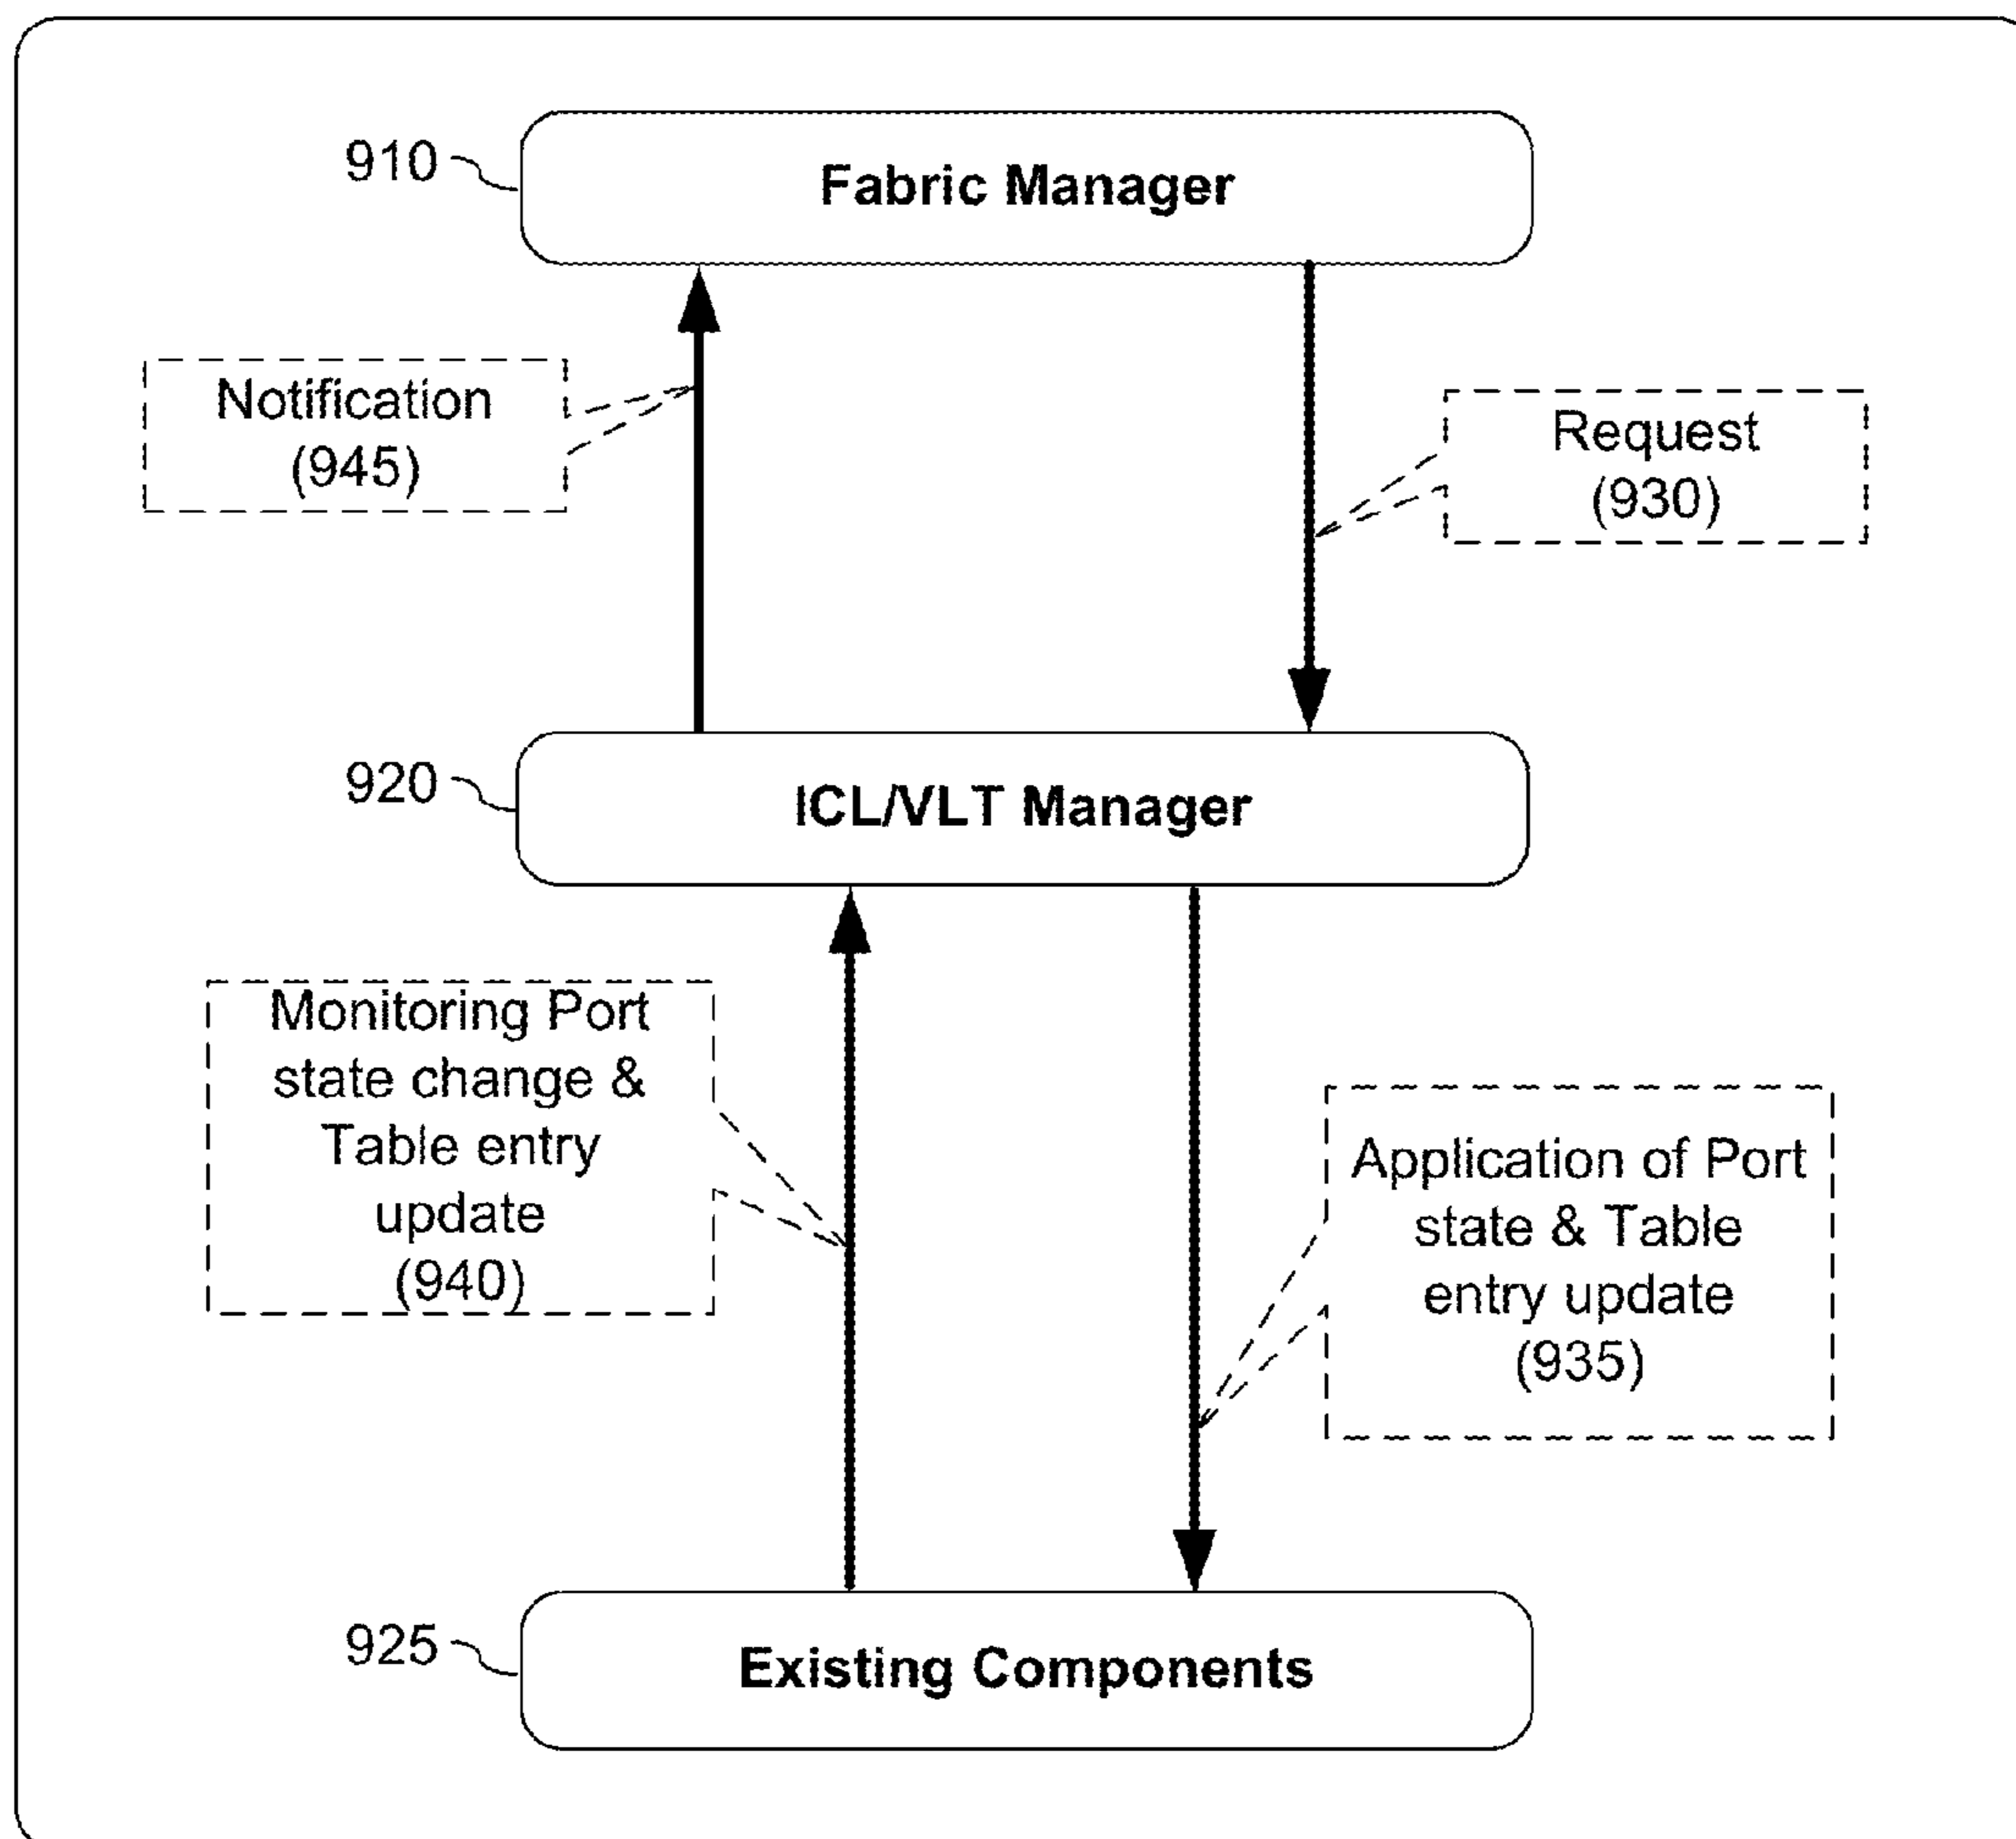 910
Fabric Manager
Notification
(945)
Request
(930)
920
ICL/VLT Manager
Monitoring Port
state change &
Table entry
update
(940)
Application of Port
state & Table
entry update
(935)
925
Existing Components